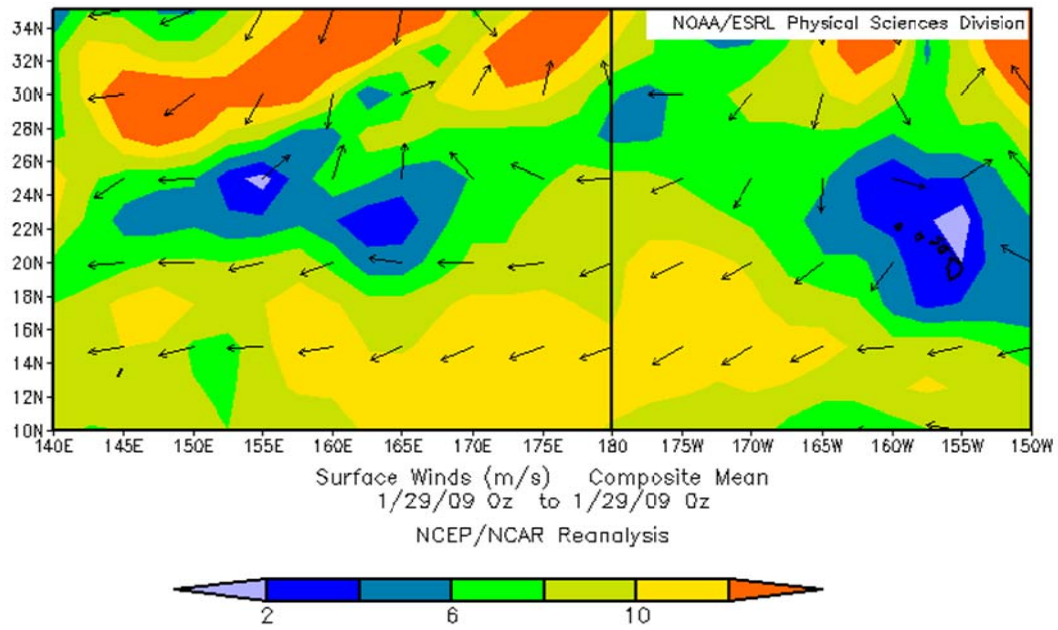 NOAA/ESRL Physical Sciences Division
34N
32N
30N
28N
26N
24N
22N
20N
18N
16N
14N
12N
10N
140E 145E 150E 155E 160E 165E 170E 175E 180 175W 170W 165W 160W 155W 150W
Surface Winds (m/s) Composite Mean
1/29/09 0z to 1/29/09 0z
NCEP/NCAR Reanalysis
2 6 10